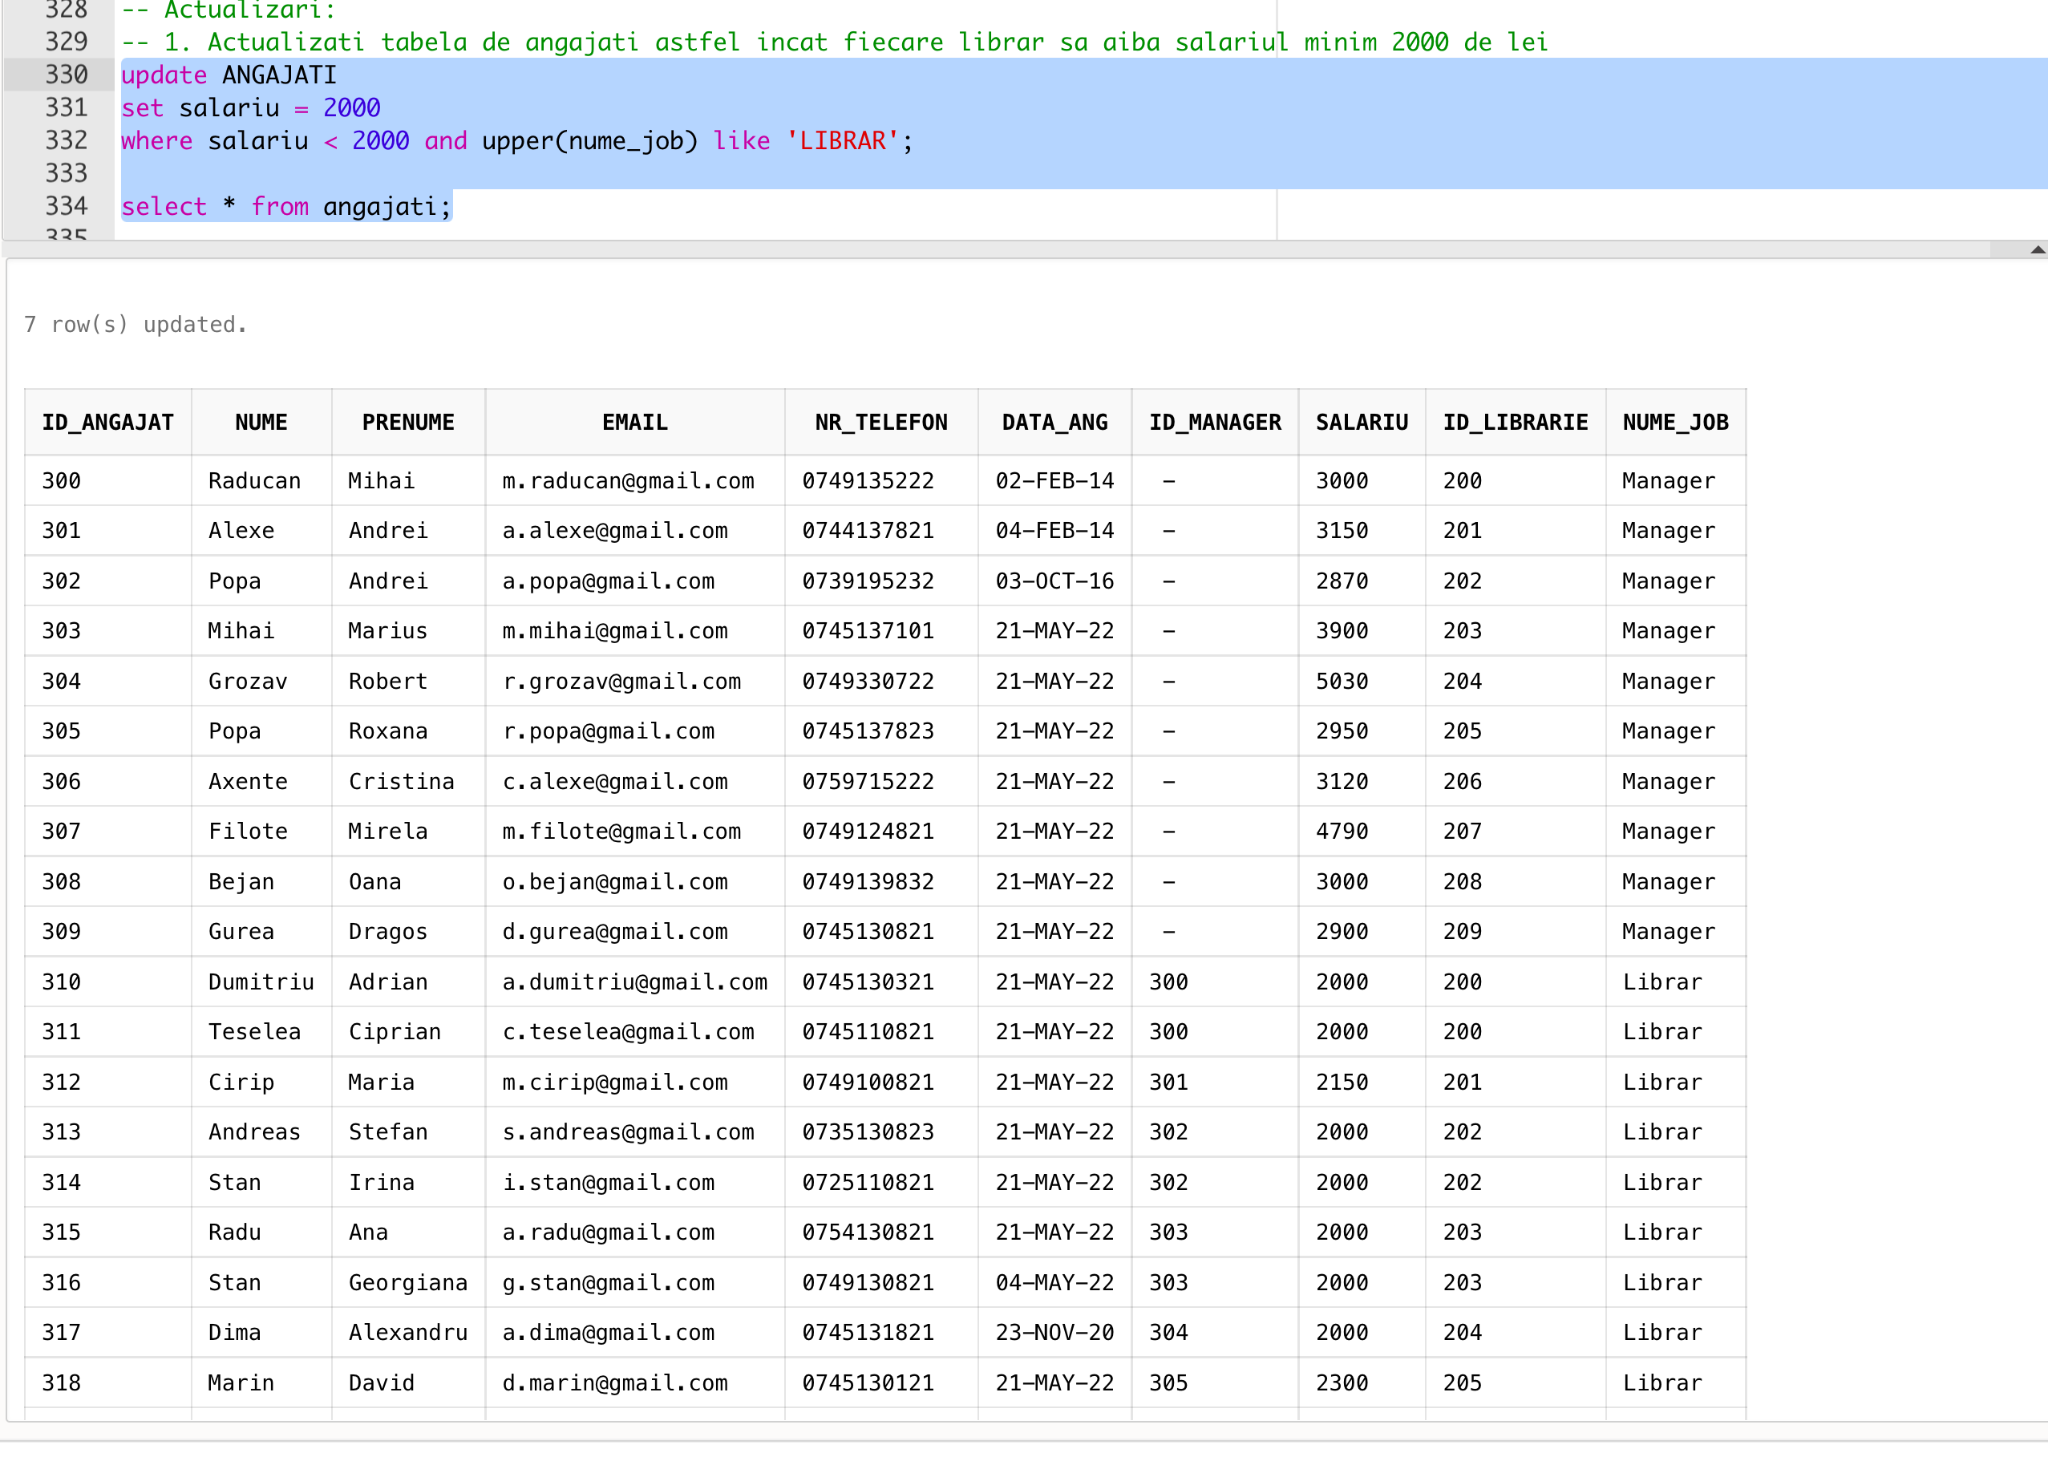 328 -- Actualizari:
329 -- 1. Actualizati tabela de angajati astfel incat fiecare librar sa aiba salariul minim 2000 de lei
330 update ANGAJATI
331 set salariu = 2000
332 where salariu < 2000 and upper(nume_job) like 'LIBRAR';
333
334 select * from angajati;
335
7 row(s) updated.
ID_ANGAJAT NUME PRENUME EMAIL NR_TELEFON DATA_ANG ID_MANAGER SALARIU ID_LIBRARIE NUME_JOB
300 Raducan Mihai m.raducan@gmail.com 0749135222 02-FEB-14 - 3000 200 Manager
301 Alexe Andrei a.alexe@gmail.com 0744137821 04-FEB-14 - 3150 201 Manager
302 Popa Andrei a.popa@gmail.com 0739195232 03-OCT-16 - 2870 202 Manager
303 Mihai Marius m.mihai@gmail.com 0745137101 21-MAY-22 - 3900 203 Manager
304 Grozav Robert r.grozav@gmail.com 0749330722 21-MAY-22 - 5030 204 Manager
305 Popa Roxana r.popa@gmail.com 0745137823 21-MAY-22 - 2950 205 Manager
306 Axente Cristina c.alexe@gmail.com 0759715222 21-MAY-22 - 3120 206 Manager
307 Filote Mirela m.filote@gmail.com 0749124821 21-MAY-22 - 4790 207 Manager
308 Bejan Oana o.bejan@gmail.com 0749139832 21-MAY-22 - 3000 208 Manager
309 Gurea Dragos d.gurea@gmail.com 0745130821 21-MAY-22 - 2900 209 Manager
310 Dumitriu Adrian a.dumitriu@gmail.com 0745130321 21-MAY-22 300 2000 200 Librar
311 Teselea Ciprian c.teselea@gmail.com 0745110821 21-MAY-22 300 2000 200 Librar
312 Cirip Maria m.cirip@gmail.com 0749100821 21-MAY-22 301 2150 201 Librar
313 Andreas Stefan s.andreas@gmail.com 0735130823 21-MAY-22 302 2000 202 Librar
314 Stan Irina i.stan@gmail.com 0725110821 21-MAY-22 302 2000 202 Librar
315 Radu Ana a.radu@gmail.com 0754130821 21-MAY-22 303 2000 203 Librar
316 Stan Georgiana g.stan@gmail.com 0749130821 04-MAY-22 303 2000 203 Librar
317 Dima Alexandru a.dima@gmail.com 0745131821 23-NOV-20 304 2000 204 Librar
318 Marin David d.marin@gmail.com 0745130121 21-MAY-22 305 2300 205 Librar